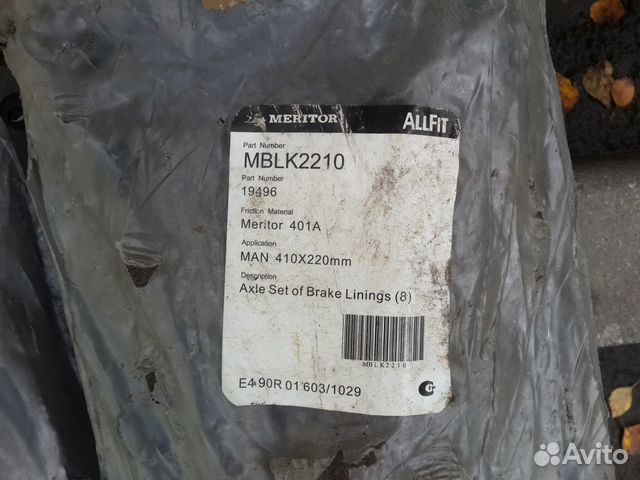 MERITOR ALLFIT
Part Number
MBLK2210
Part Number
19496
Friction Material
Meritor 401A
Application
MAN 410X220mm
Description
Axle Set of Brake Linings (8)
MBLK2210
E4 90R 01 603/1029
Avito